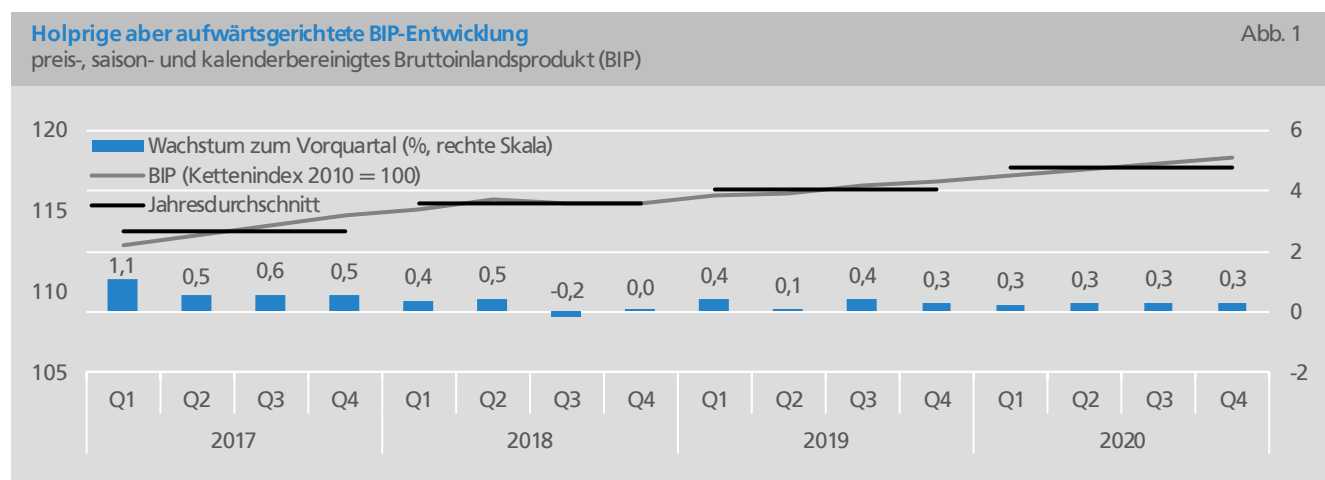 Holprige aber aufwärtsgerichtete BIP-Entwicklung Abb. 1
preis-, saison- und kalenderbereinigtes Bruttoinlandsprodukt (BIP)
120 6
Wachstum zum Vorquartal (%, rechte Skala)
BIP (Kettenindex 2010 = 100)
115 4
Jahresdurchschnitt
2
1,1 0,5 0,6 0,5 0,4 0,5 -0,2 0,0 0,4 0,1 0,4 0,3 0,3 0,3 0,3 0,3
110 0
105 -2
Q1 Q2 Q3 Q4 Q1 Q2 Q3 Q4 Q1 Q2 Q3 Q4 Q1 Q2 Q3 Q4
2017 2018 2019 2020